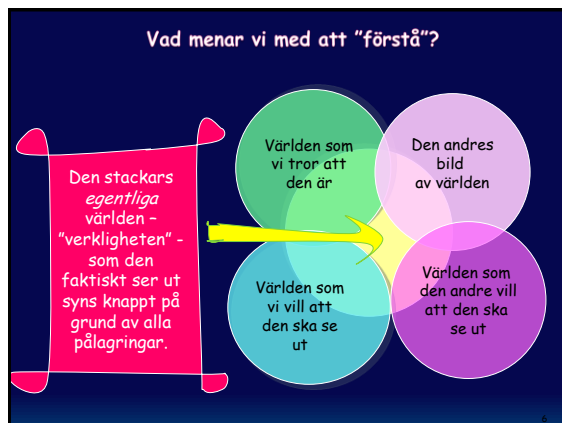 Vad menar vi med att ”förstå”?
Den stackars
egentliga
världen –
”verkligheten” -
som den
faktiskt ser ut
syns knappt på
grund av alla
pålagringar.
Världen som
vi tror att
den är
Den andres
bild
av världen
Världen som
vi vill att
den ska se
ut
Världen som
den andre vill
att den ska
se ut
6